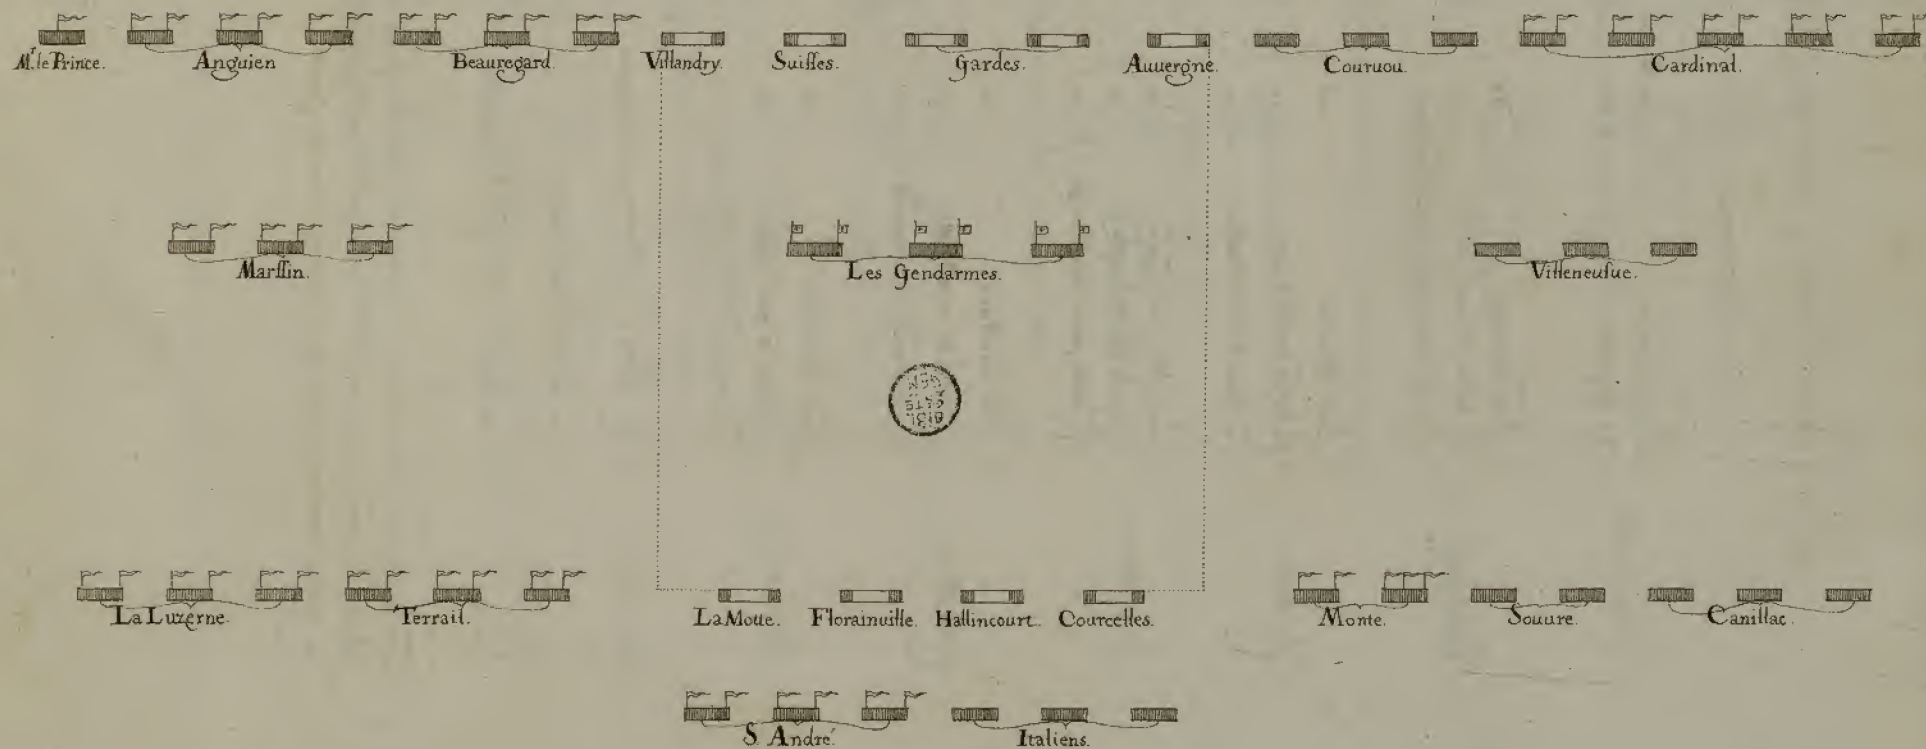 Mr. le Prince. Anguien Beauregard. Villandry. Suisses. Gardes. Auuergne. Couruou. Cardinal.
Marssin. Les Gendarmes. Villeneufue.
La Luzerne. Terrail. La Motte. Florainuille. Hallincourt. Courcelles. Monte. Souure. Canillac.
S. André. Italiens.